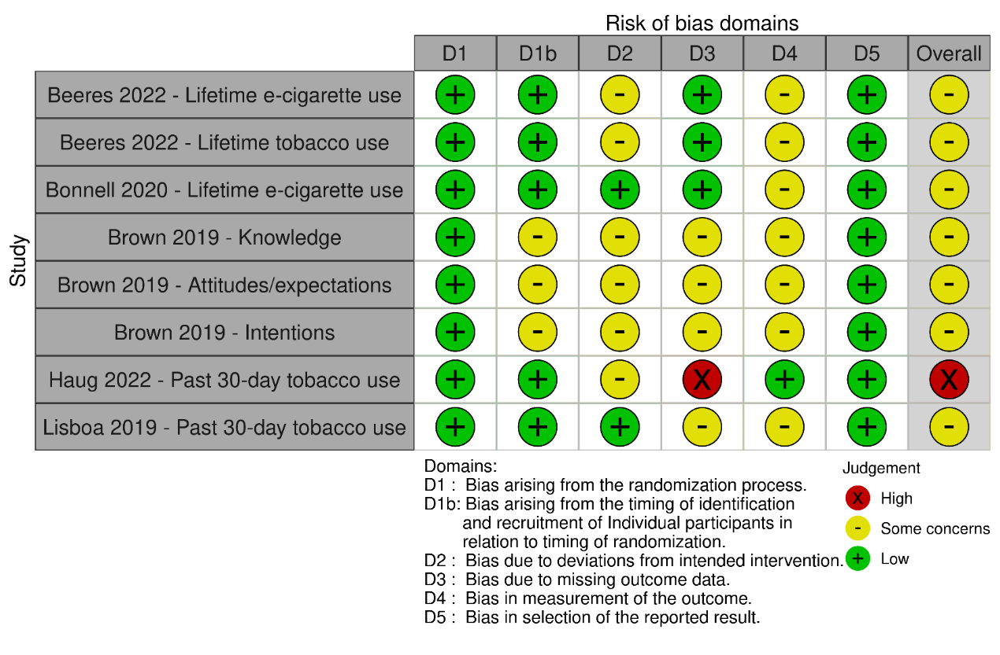 Risk of bias domains
D1 D1b D2 D3 D4 D5 Overall
Study
Beeres 2022 - Lifetime e-cigarette use + + - + - + -
Beeres 2022 - Lifetime tobacco use + + - + - + -
Bonnell 2020 - Lifetime e-cigarette use + + + + - + -
Brown 2019 - Knowledge + - - - - + -
Brown 2019 - Attitudes/expectations + - - - - + -
Brown 2019 - Intentions + - - - - + -
Haug 2022 - Past 30-day tobacco use + + - X + + X
Lisboa 2019 - Past 30-day tobacco use + + + - - + -
Domains:
D1 : Bias arising from the randomization process.
D1b: Bias arising from the timing of identification
and recruitment of Individual participants in
relation to timing of randomization.
D2 : Bias due to deviations from intended intervention.
D3 : Bias due to missing outcome data.
D4 : Bias in measurement of the outcome.
D5 : Bias in selection of the reported result.
Judgement
X High
- Some concerns
+ Low